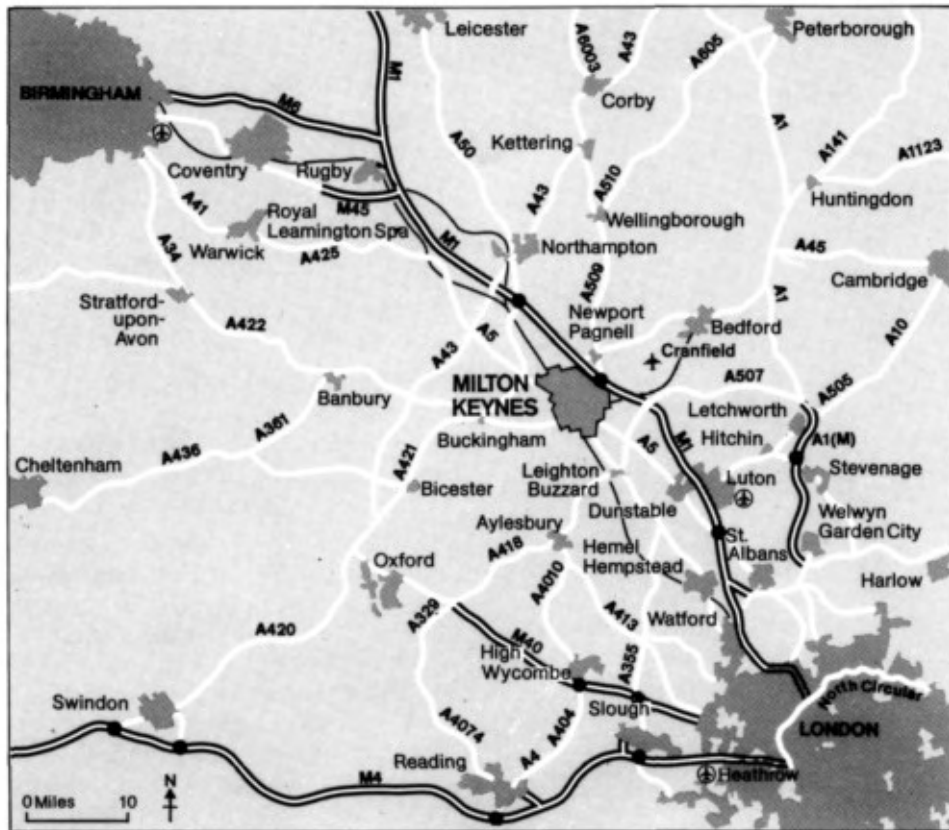 Leicester
Peterborough
A6003
A43
A605
M1
BIRMINGHAM
M6
Corby
A50
A1
A141
Kettering
A1123
Coventry
Rugby
A43
A510
Huntingdon
A41
M45
Royal
Leamington Spa
Wellingborough
Warwick
A425
M1
Northampton
A45
A34
Cambridge
A509
Stratford-
upon-
Avon
A422
Newport
Pagnell
A1
Bedford
A10
A5
A43
Cranfield
MILTON
KEYNES
A507
Banbury
A505
Letchworth
Buckingham
A5
M1
Hitchin
A1(M)
A361
A436
A421
Cheltenham
Leighton
Buzzard
Luton
Stevenage
Bicester
Dunstable
Welwyn
Garden City
Aylesbury
St.
Albans
Oxford
A418
Hemel
Hempstead
Harlow
A4010
A329
A413
Watford
A420
M40
High
Wycombe
A355
North Circular
Swindon
Slough
LONDON
A4074
A404
Reading
A4
M4
Heathrow
0 Miles 10
N